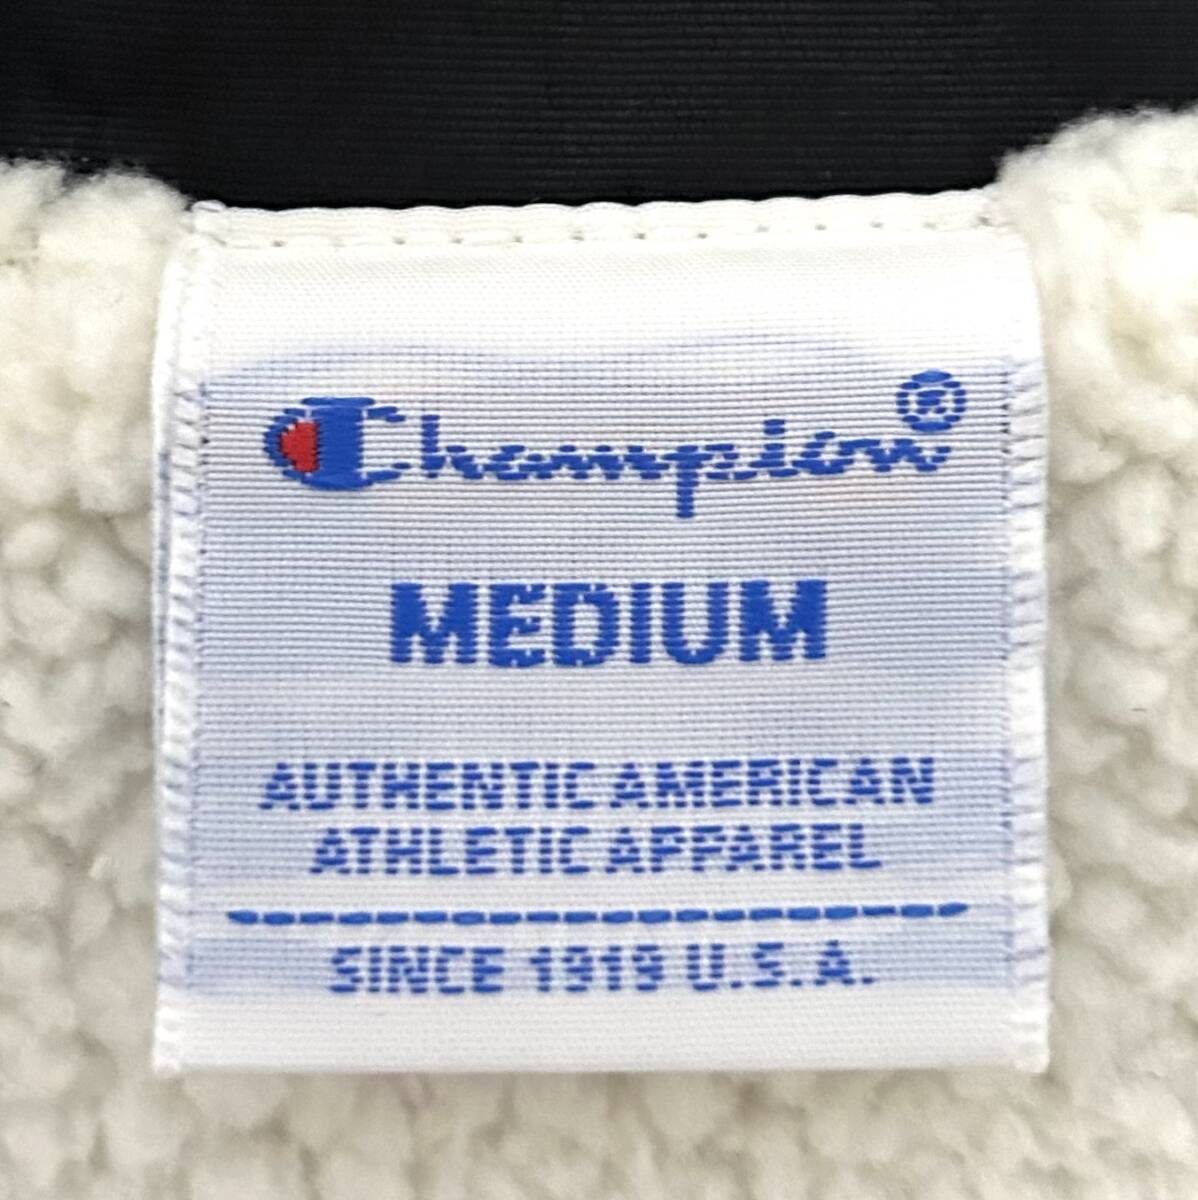 Champion®
MEDIUM
AUTHENTIC AMERICAN
ATHLETIC APPAREL
SINCE 1919 U.S.A.